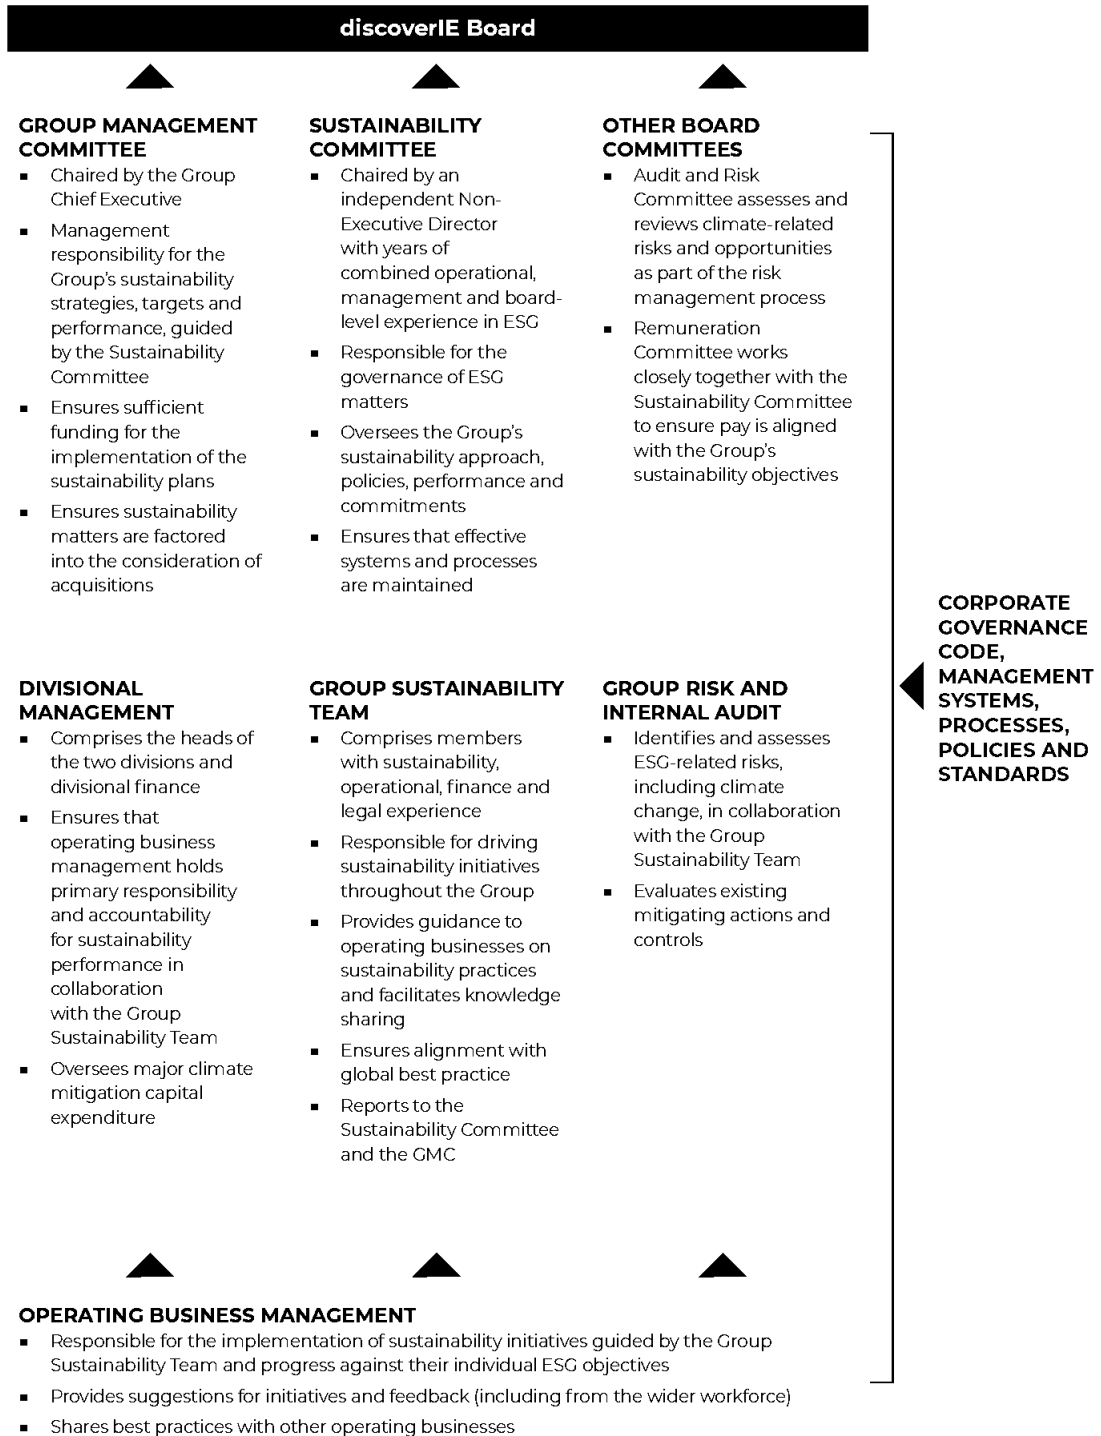 discoverIE Board
GROUP MANAGEMENT
COMMITTEE
▪ Chaired by the Group
Chief Executive
▪ Management
responsibility for the
Group's sustainability
strategies, targets and
performance, guided
by the Sustainability
Committee
▪ Ensures sufficient
funding for the
implementation of the
sustainability plans
▪ Ensures sustainability
matters are factored
into the consideration of
acquisitions
SUSTAINABILITY
COMMITTEE
▪ Chaired by an
independent Non-
Executive Director
with years of
combined operational,
management and board-
level experience in ESG
▪ Responsible for the
governance of ESG
matters
▪ Oversees the Group's
sustainability approach,
policies, performance and
commitments
▪ Ensures that effective
systems and processes
are maintained
OTHER BOARD
COMMITTEES
▪ Audit and Risk
Committee assesses and
reviews climate-related
risks and opportunities
as part of the risk
management process
▪ Remuneration
Committee works
closely together with the
Sustainability Committee
to ensure pay is aligned
with the Group's
sustainability objectives
DIVISIONAL
MANAGEMENT
▪ Comprises the heads of
the two divisions and
divisional finance
▪ Ensures that
operating business
management holds
primary responsibility
and accountability
for sustainability
performance in
collaboration
with the Group
Sustainability Team
▪ Oversees major climate
mitigation capital
expenditure
GROUP SUSTAINABILITY
TEAM
▪ Comprises members
with sustainability,
operational, finance and
legal experience
▪ Responsible for driving
sustainability initiatives
throughout the Group
▪ Provides guidance to
operating businesses on
sustainability practices
and facilitates knowledge
sharing
▪ Ensures alignment with
global best practice
▪ Reports to the
Sustainability Committee
and the GMC
GROUP RISK AND
INTERNAL AUDIT
▪ Identifies and assesses
ESG-related risks,
including climate
change, in collaboration
with the Group
Sustainability Team
▪ Evaluates existing
mitigating actions and
controls
CORPORATE
GOVERNANCE
CODE,
MANAGEMENT
SYSTEMS,
PROCESSES,
POLICIES AND
STANDARDS
OPERATING BUSINESS MANAGEMENT
▪ Responsible for the implementation of sustainability initiatives guided by the Group
Sustainability Team and progress against their individual ESG objectives
▪ Provides suggestions for initiatives and feedback (including from the wider workforce)
▪ Shares best practices with other operating businesses